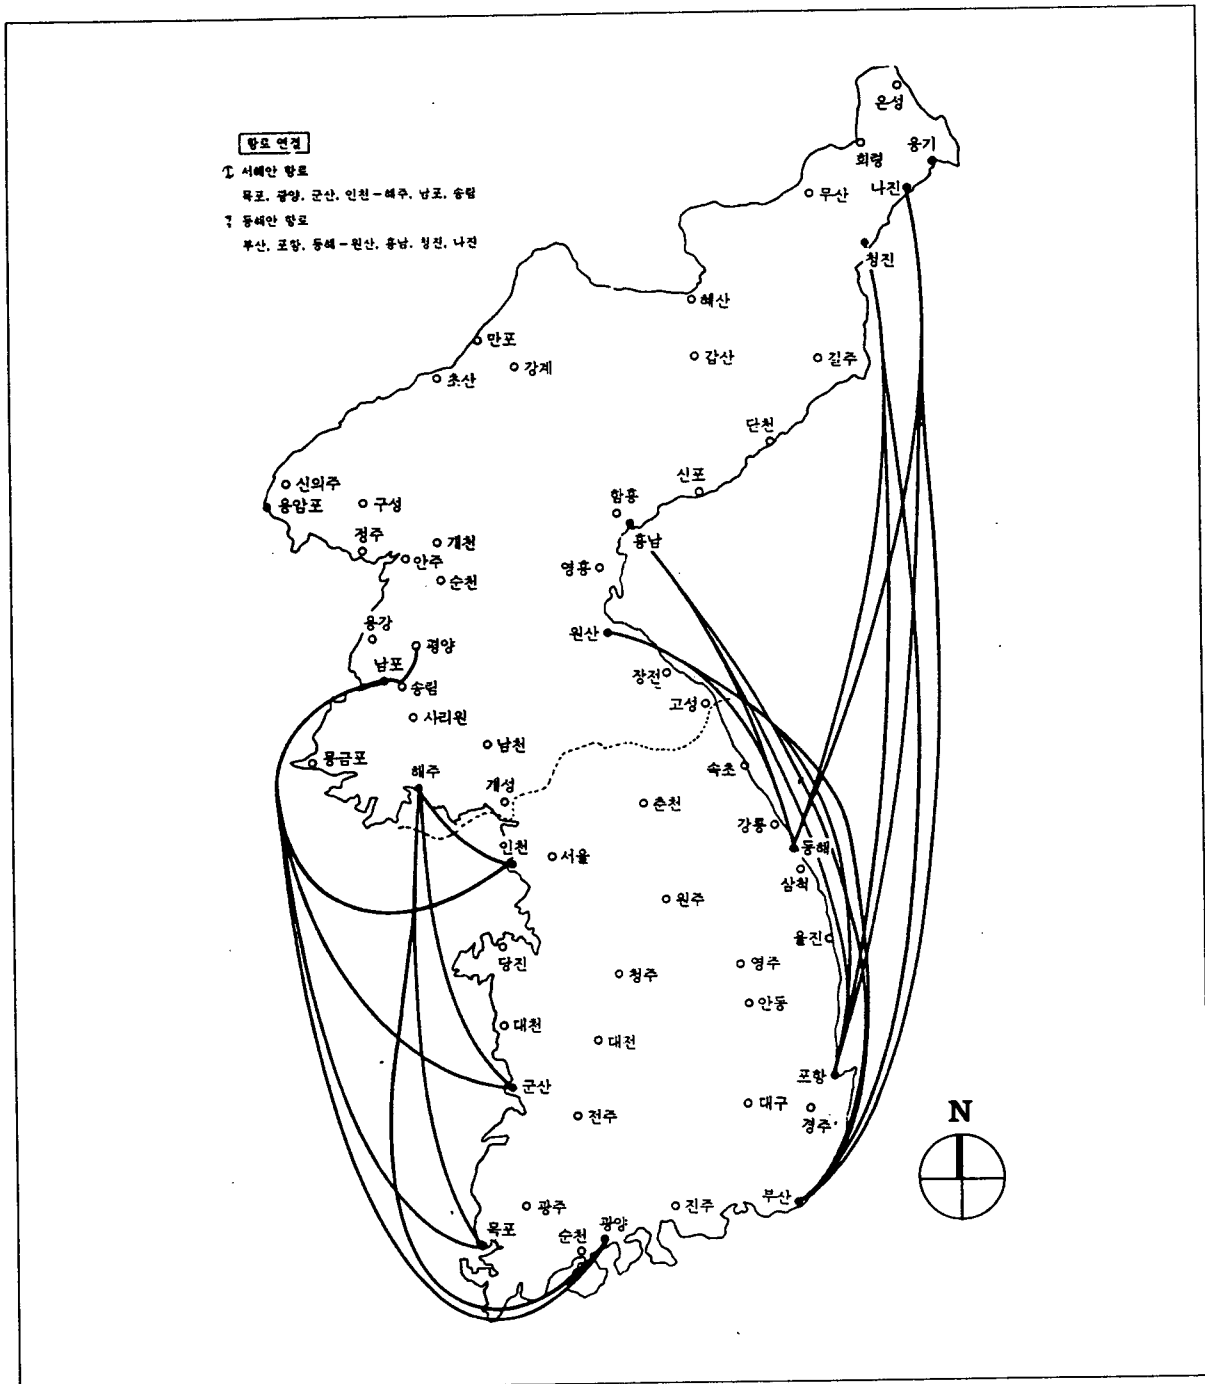 항로 연결
서해안 항로
목포, 광양, 군산, 인천-해주, 남포, 송림
동해안 항로
부산, 포항, 동해-원산, 흥남, 청진, 나진
온성
회령
웅기
무산
나진
청진
혜산
만포
강계
갑산
길주
초산
단천
신의주
신포
용암포
구성
함흥
정주
개천
흥남
안주
영흥
순천
용강
원산
평양
남포
장전
송림
고성
사리원
남천
속초
용금포
해주
개성
춘천
강릉
인천
서울
동해
삼척
원주
울진
당진
영주
청주
안동
대천
대전
포항
군산
대구
전주
경주
N
부산
광주
진주
목포
순천
광양